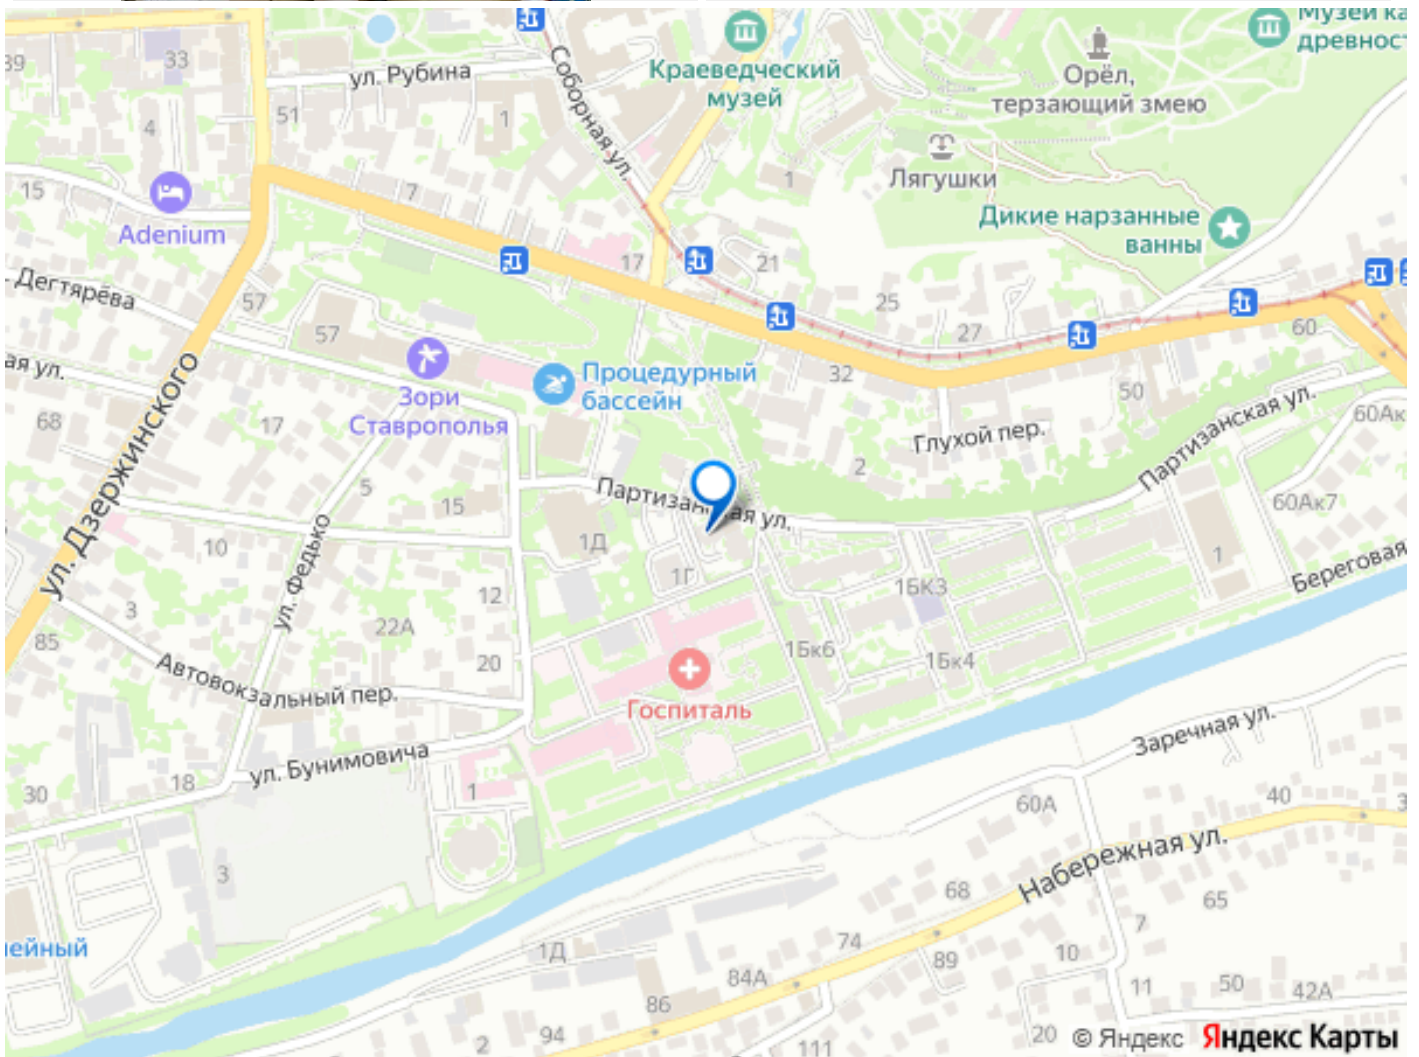 Музей ка
древност
39
33
ул. Рубина
Соборная ул.
Краеведческий
музей
Орёл,
терзающий змею
51
1
4
Лягушки
15
7
1
Дикие нарзанные
ванны
Adenium
17
21
Дегтярёва
57
25
57
27
60
ая ул.
Зори
Ставрополья
Процедурный
бассейн
32
50
Партизанская ул.
60Ак
68
17
Глухой пер.
2
ул. Дзержинского
5
15
Партизанская ул.
60Ак7
10
1Д
1
ул. Федько
1Г
1БК3
Береговая
12
3
22А
85
20
1Бк6
1Бк4
Автовокзальный пер.
Госпиталь
Заречная ул.
ул. Бунимовича
18
30
1
60А
40
3
3
Набережная ул.
68
65
7
ейный
1Д
74
10
89
84А
11
50
42А
86
94
2
111
20
© Яндекс Яндекс Карты